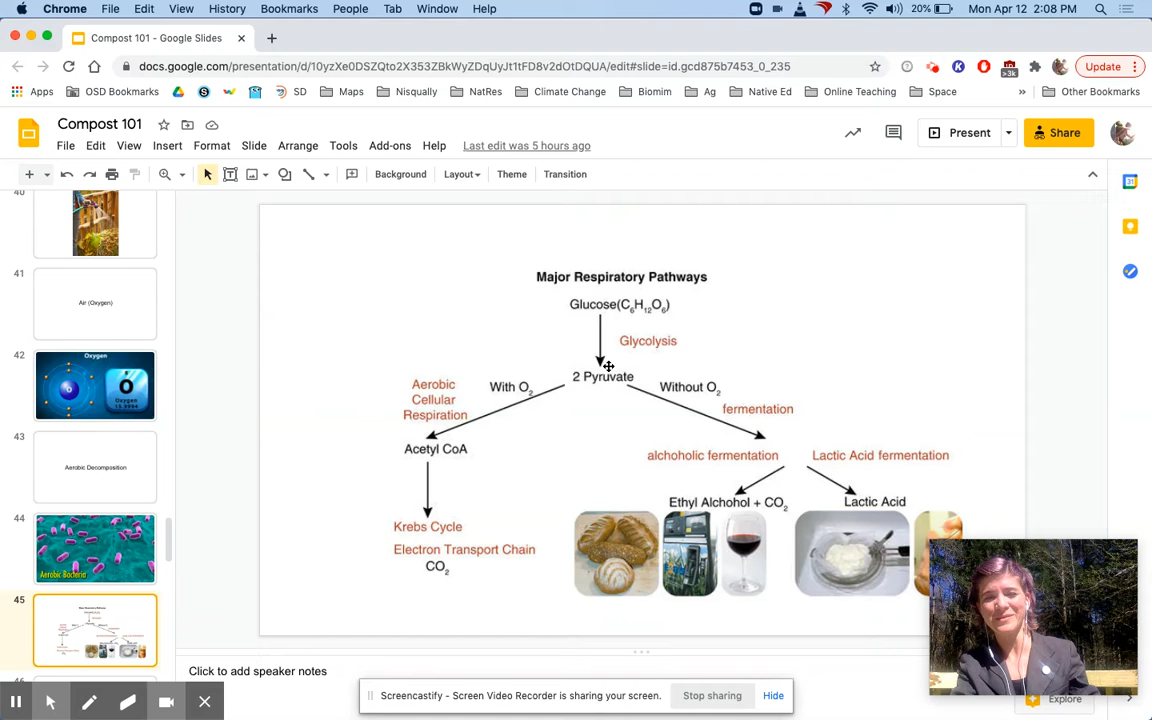 Chrome File Edit View History Bookmarks People Tab Window Help 20% Mon Apr 12 2:08 PM
Compost 101 - Google Slides
docs.google.com/presentation/d/10yzXe0DSZQto2X353ZBkWyZDqUyJt1tFD8v2dOtDQUA/edit#slide=id.gcd875b7453_0_235 >3k Update
Apps OSD Bookmarks SD Maps Nisqually NatRes Climate Change Biomim Ag Native Ed Online Teaching Space » Other Bookmarks
Compost 101
File Edit View Insert Format Slide Arrange Tools Add-ons Help Last edit was 5 hours ago
Present Share
Background Layout Theme Transition
31
40
41
Air (Oxygen)
42
Oxygen
O
Oxygen
15.9994
43
Aerobic Decomposition
44
Aerobic Bacteria
45
46
Major Respiratory Pathways
Glucose(C6H12O6)
Glycolysis
2 Pyruvate
With O2
Without O2
Aerobic
Cellular
Respiration
fermentation
Acetyl CoA
alchoholic fermentation
Lactic Acid fermentation
Ethyl Alchohol + CO2
Lactic Acid
Krebs Cycle
Electron Transport Chain
CO2
Click to add speaker notes
Screencastify - Screen Video Recorder is sharing your screen. Stop sharing Hide
Explore